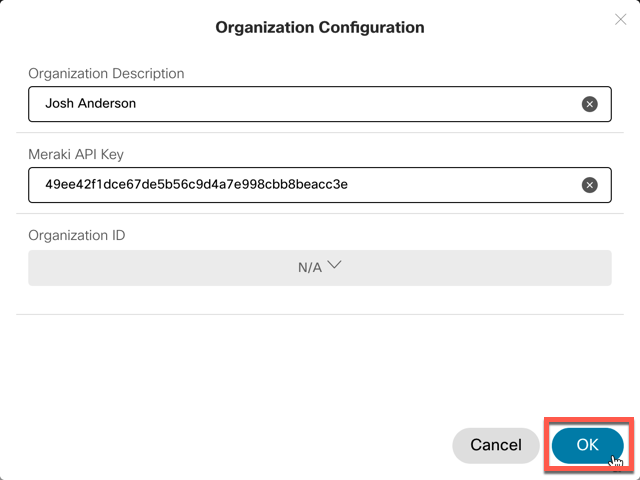 Organization Configuration
Organization Description
Josh Anderson
Meraki API Key
49ee42f1dce67de5b56c9d4a7e998cbb8beacc3e
Organization ID
N/A
Cancel
OK